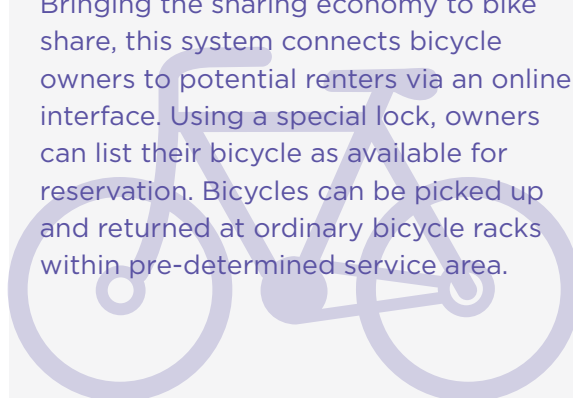 Bringing the sharing economy to bike
share, this system connects bicycle
owners to potential renters via an online
interface. Using a special lock, owners
can list their bicycle as available for
reservation. Bicycles can be picked up
and returned at ordinary bicycle racks
within pre-determined service area.